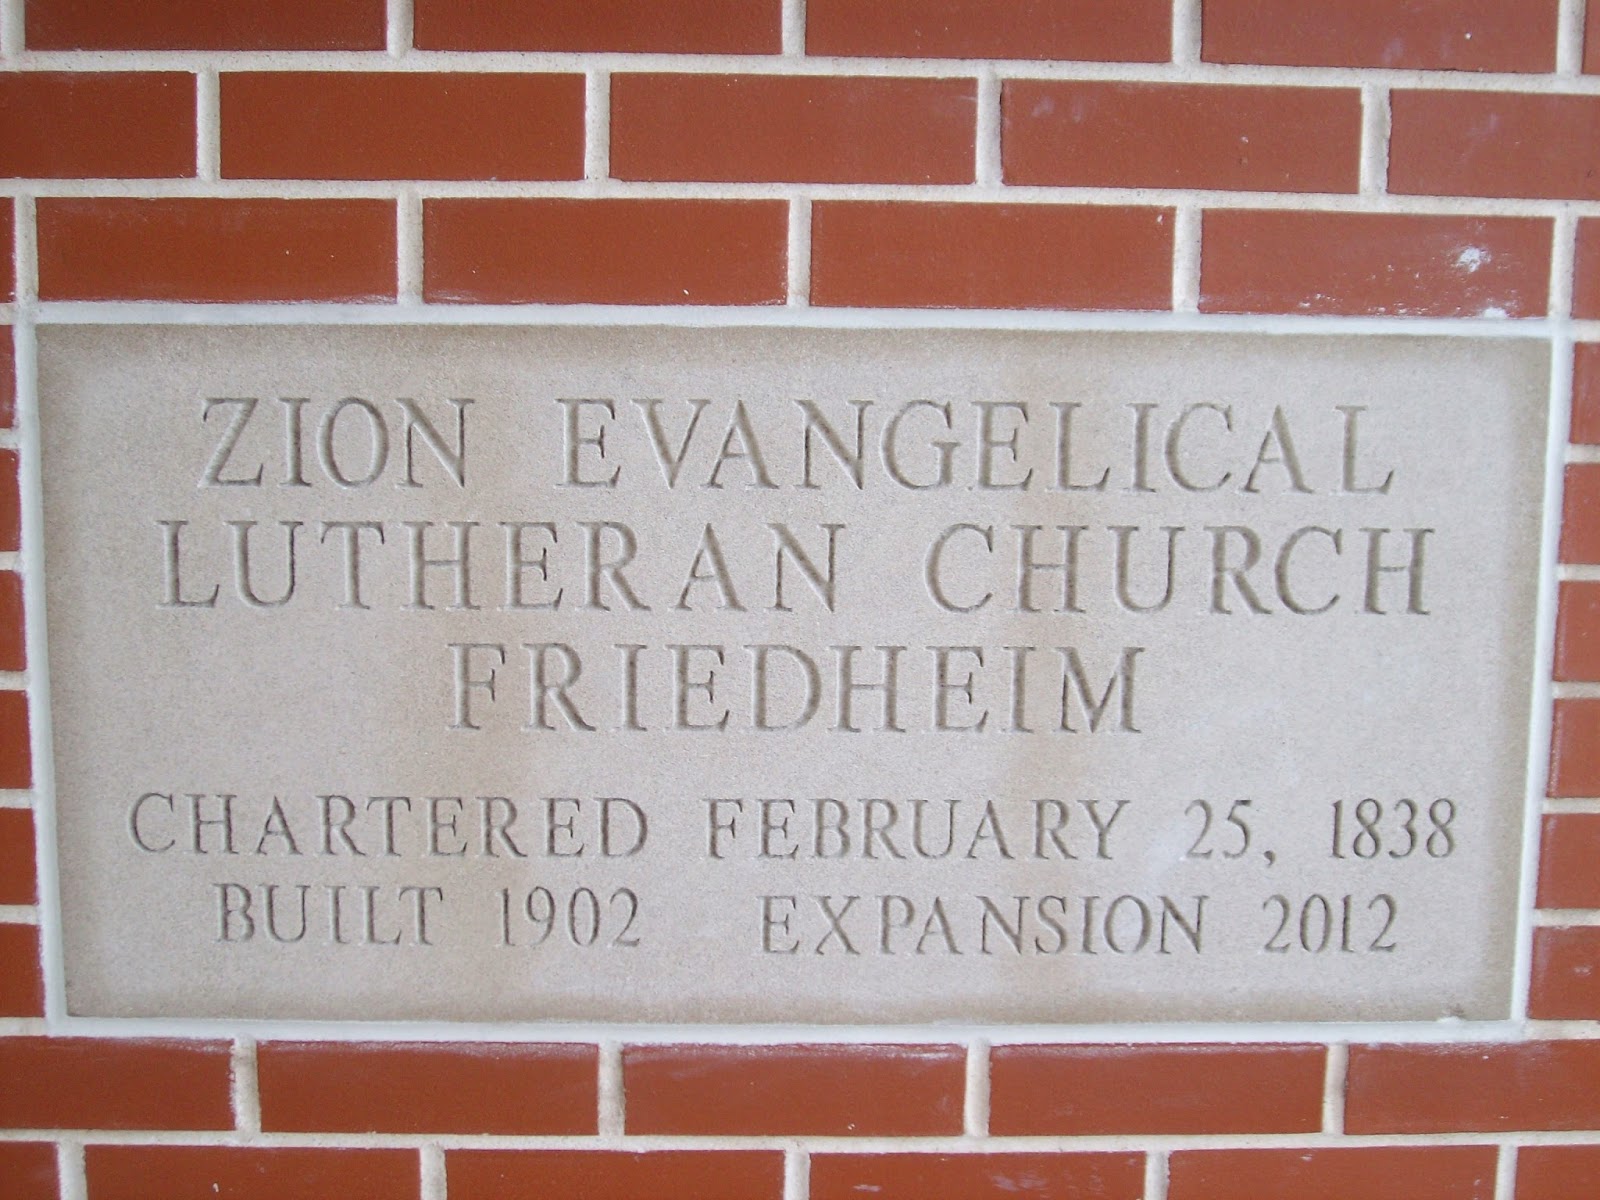 ZION EVANGELICAL
LUTHERAN CHURCH
FRIEDHEIM
CHARTERED FEBRUARY 25, 1838
BUILT 1902 EXPANSION 2012